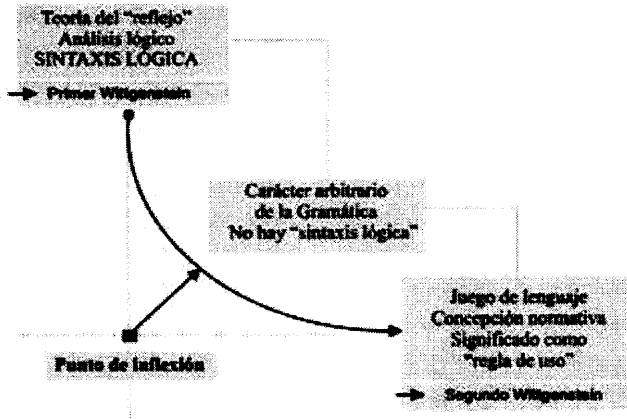 Teoría del “reflejo”
Análisis lógico
SINTAXIS LÓGICA
Primer Wittgenstein
Carácter arbitrario
de la Gramática
No hay “sintaxis lógica”
Juego de lenguaje
Concepción normativa
Significado como
“regla de uso”
Segundo Wittgenstein
Punto de inflexión